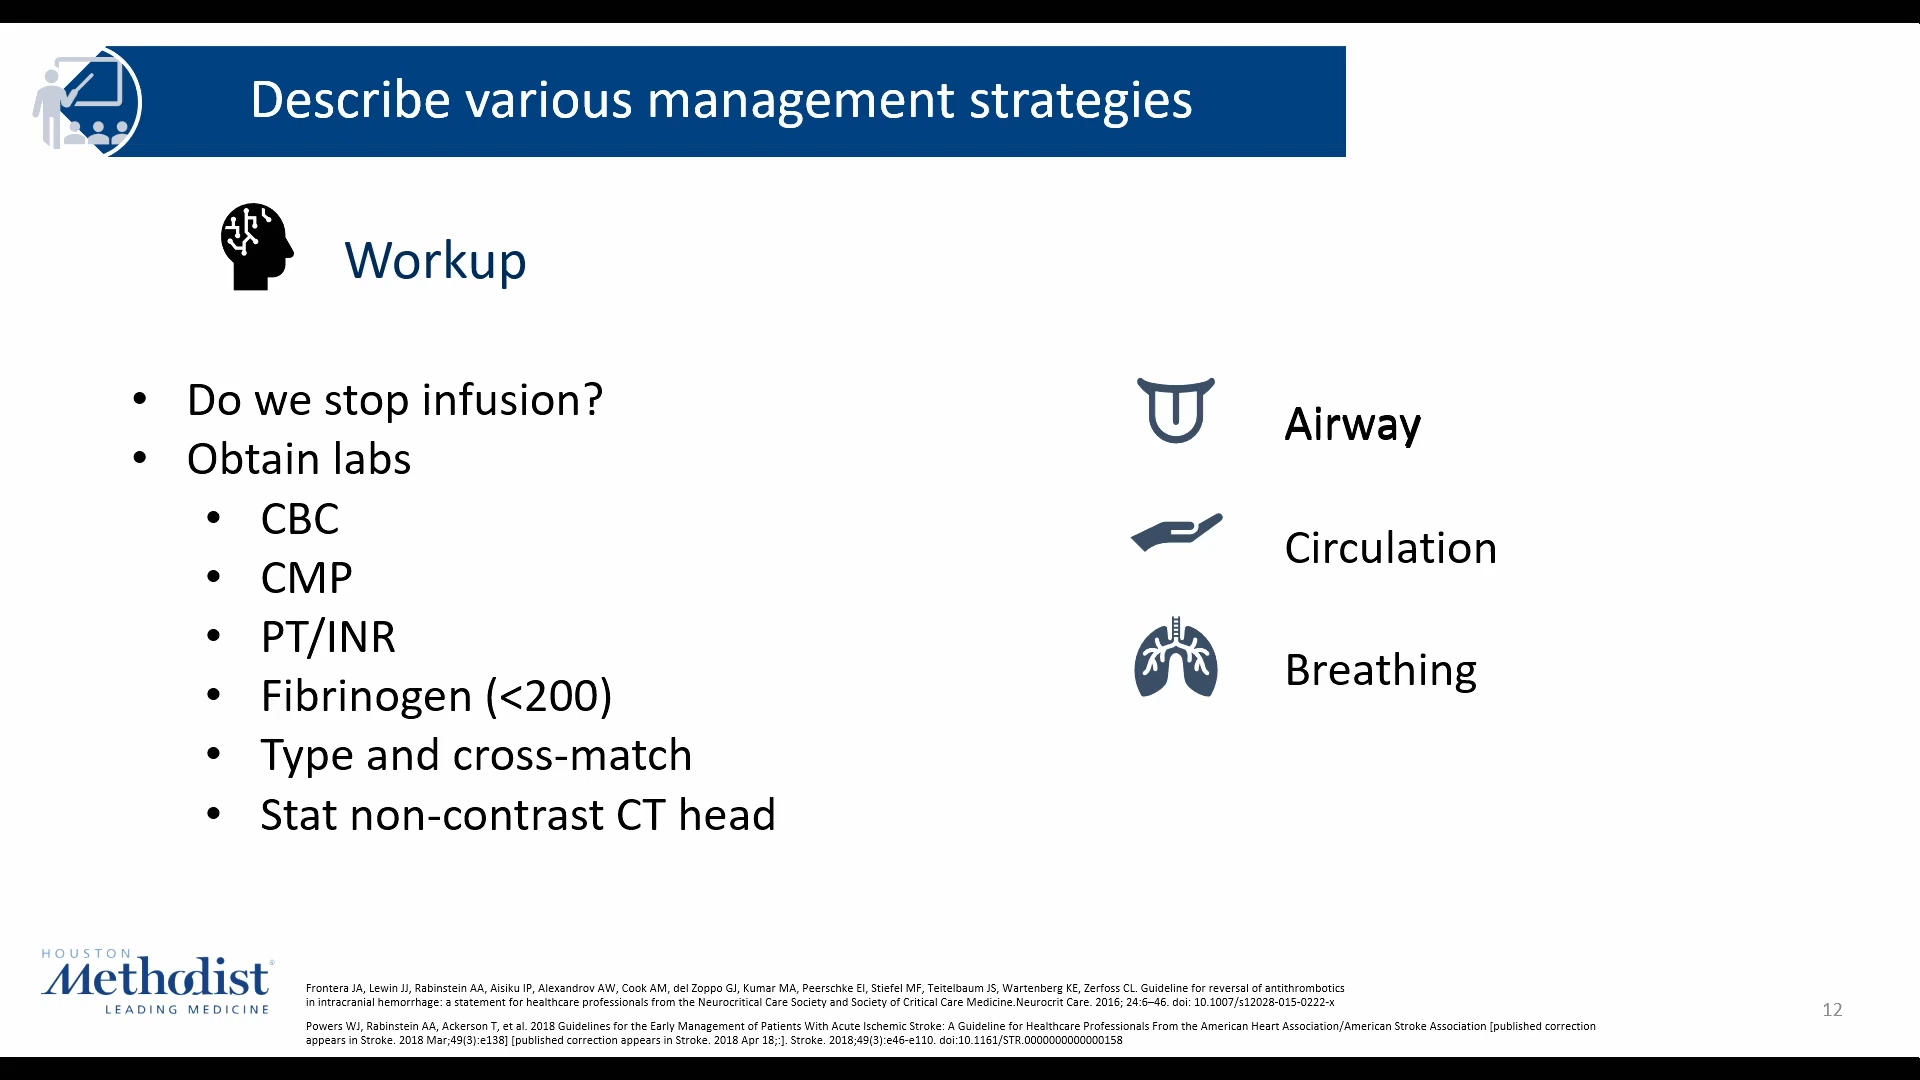 Describe various management strategies
Workup
• Do we stop infusion?
• Obtain labs
• CBC
• CMP
• PT/INR
• Fibrinogen (<200)
• Type and cross-match
• Stat non-contrast CT head
Airway
Circulation
Breathing
HOUSTON
Methodist®
LEADING MEDICINE
Frontera JA, Lewin JJ, Rabinstein AA, Aisiku IP, Alexandrov AW, Cook AM, del Zoppo GJ, Kumar MA, Peerschke EI, Stiefel MF, Teitelbaum JS, Wartenberg KE, Zerfoss CL. Guideline for reversal of antithrombotics
in intracranial hemorrhage: a statement for healthcare professionals from the Neurocritical Care Society and Society of Critical Care Medicine.Neurocrit Care. 2016; 24:6–46. doi: 10.1007/s12028-015-0222-x
Powers WJ, Rabinstein AA, Ackerson T, et al. 2018 Guidelines for the Early Management of Patients With Acute Ischemic Stroke: A Guideline for Healthcare Professionals From the American Heart Association/American Stroke Association [published correction
appears in Stroke. 2018 Mar;49(3):e138] [published correction appears in Stroke. 2018 Apr 18;:]. Stroke. 2018;49(3):e46-e110. doi:10.1161/STR.0000000000000158
12